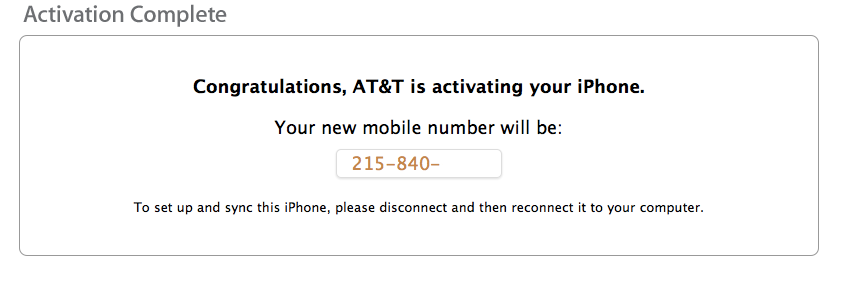 Activation Complete
Congratulations, AT&T is activating your iPhone.
Your new mobile number will be:
215-840-
To set up and sync this iPhone, please disconnect and then reconnect it to your computer.